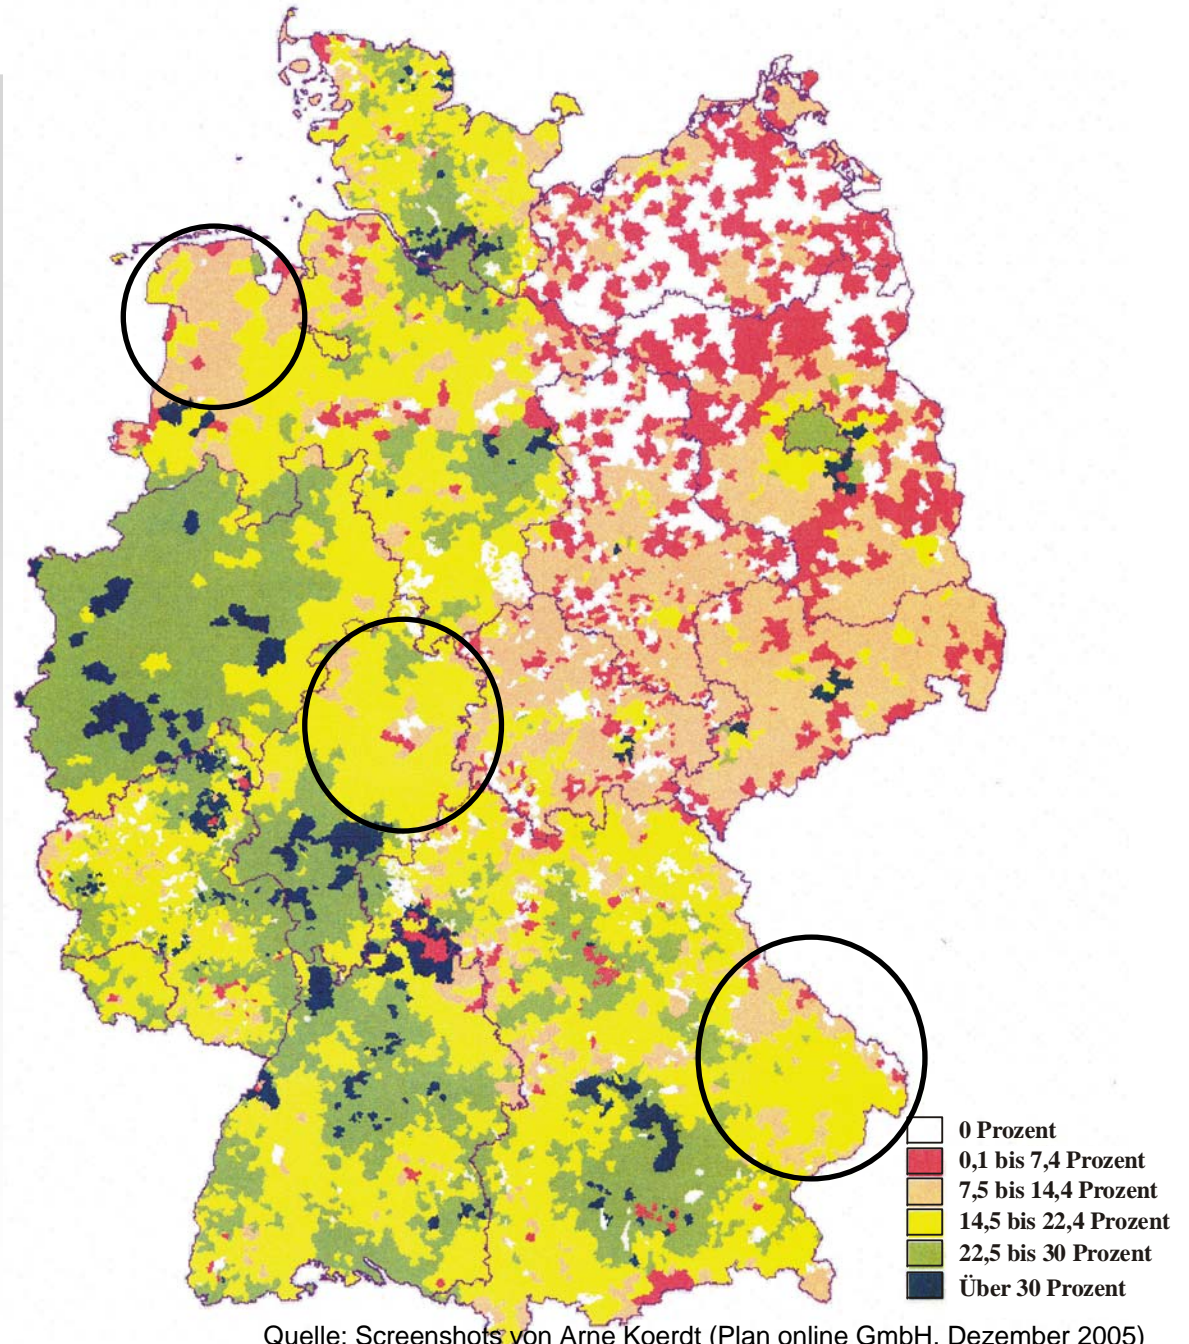 0 Prozent
0,1 bis 7,4 Prozent
7,5 bis 14,4 Prozent
14,5 bis 22,4 Prozent
22,5 bis 30 Prozent
Über 30 Prozent
Quelle: Screenshots von Arne Koerdt (Plan online GmbH, Dezember 2005)